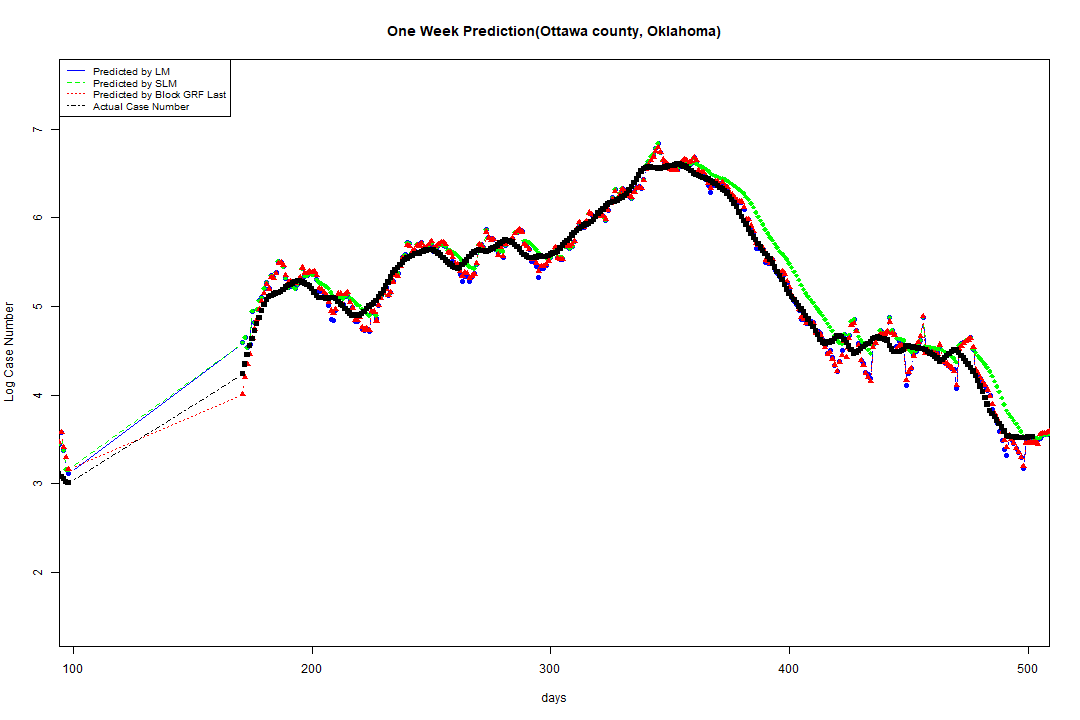 One Week Prediction(Ottawa county, Oklahoma)
Predicted by LM
Predicted by SLM
Predicted by Block GRF Last
Actual Case Number
7
6
5
4
3
2
Log Case Number
100 200 300 400 500
days